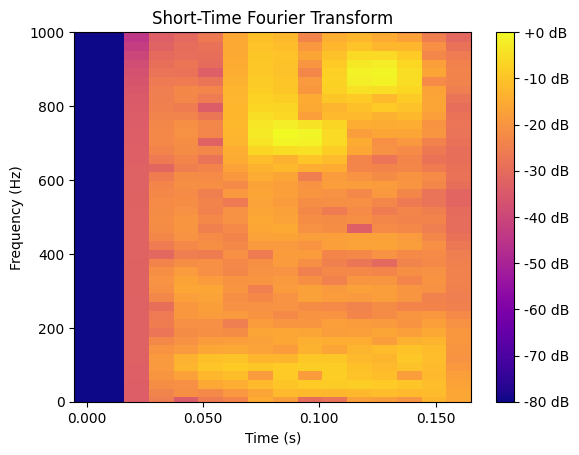 Short-Time Fourier Transform
1000
800
600
400
200
0
Frequency (Hz)
0.000
0.050
0.100
0.150
Time (s)
+0 dB
-10 dB
-20 dB
-30 dB
-40 dB
-50 dB
-60 dB
-70 dB
-80 dB